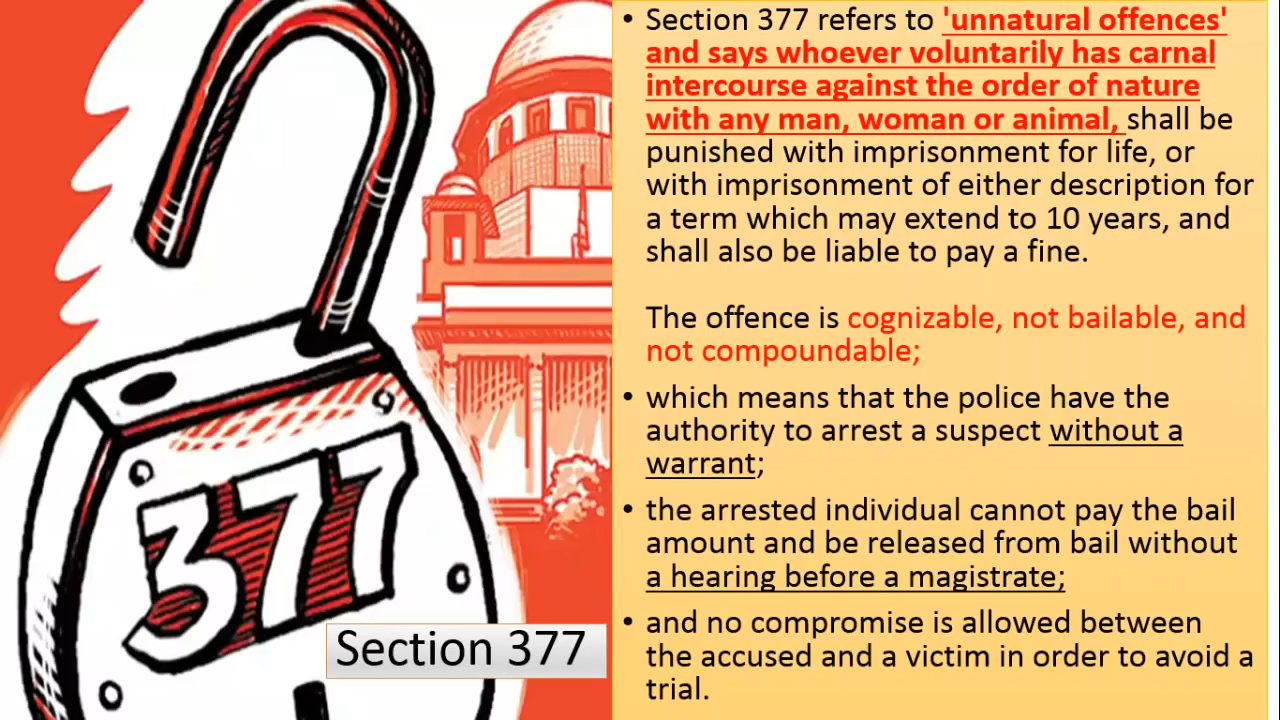 377
Section 377
• Section 377 refers to 'unnatural offences'
and says whoever voluntarily has carnal
intercourse against the order of nature
with any man, woman or animal, shall be
punished with imprisonment for life, or
with imprisonment of either description for
a term which may extend to 10 years, and
shall also be liable to pay a fine.
The offence is cognizable, not bailable, and
not compoundable;
• which means that the police have the
authority to arrest a suspect without a
warrant;
• the arrested individual cannot pay the bail
amount and be released from bail without
a hearing before a magistrate;
• and no compromise is allowed between
the accused and a victim in order to avoid a
trial.